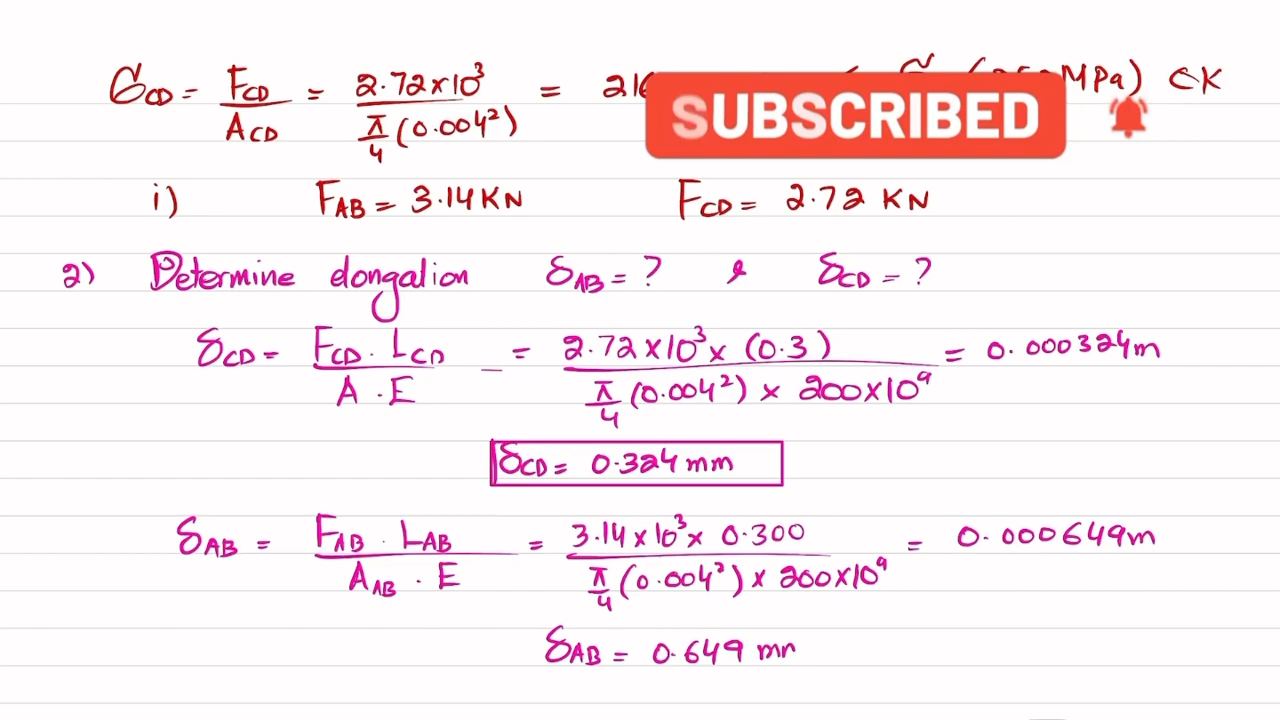 σCD = FCD / ACD = 2.72×10³ / π/4 (0.004²) = 216 MPa) OK
SUBSCRIBED
i) FAB = 3.14 KN FCD = 2.72 KN
2) Determine elongation δAB = ? & δCD = ?
δCD = FCD . LCD / A . E = 2.72×10³ × (0.3) / π/4 (0.004²) × 200×10⁹ = 0.000324m
δCD = 0.324 mm
δAB = FAB . LAB / AAB . E = 3.14×10³ × 0.300 / π/4 (0.004²) × 200×10⁹ = 0.000649m
δAB = 0.649 mm